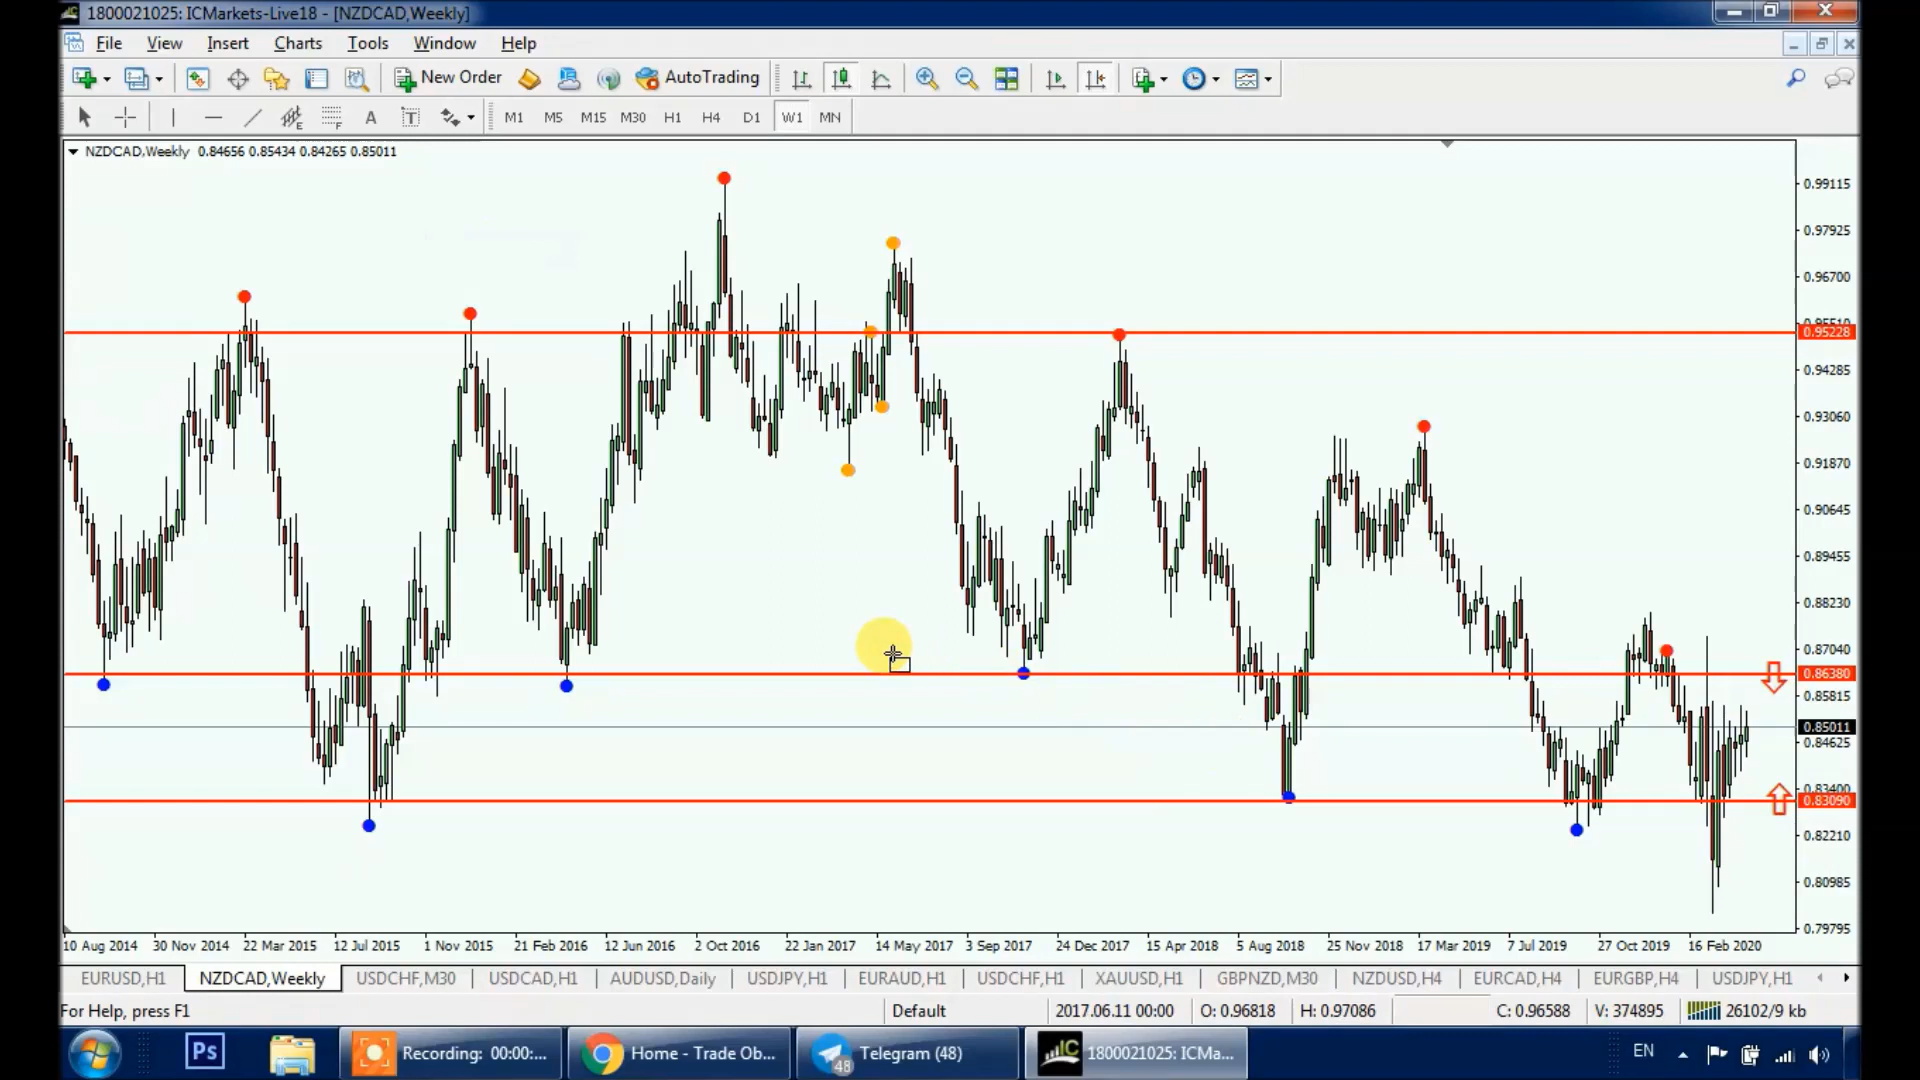 1800021025: ICMarkets-Live18 - [NZDCAD,Weekly]
File View Insert Charts Tools Window Help
New Order AutoTrading
E F A T M1 M5 M15 M30 H1 H4 D1 W1 MN
NZDCAD,Weekly 0.84656 0.85434 0.84265 0.85011
0.99115
0.97925
0.96700
0.95510
0.95228
0.94285
0.93060
0.91870
0.90645
0.89455
0.88230
0.87040
0.86380
0.85815
0.85011
0.84625
0.83400
0.83090
0.82210
0.80985
0.79795
10 Aug 2014 30 Nov 2014 22 Mar 2015 12 Jul 2015 1 Nov 2015 21 Feb 2016 12 Jun 2016 2 Oct 2016 22 Jan 2017 14 May 2017 3 Sep 2017 24 Dec 2017 15 Apr 2018 5 Aug 2018 25 Nov 2018 17 Mar 2019 7 Jul 2019 27 Oct 2019 16 Feb 2020
EURUSD,H1 NZDCAD,Weekly USDCHF,M30 USDCAD,H1 AUDUSD,Daily USDJPY,H1 EURAUD,H1 USDCHF,H1 XAUUSD,H1 GBPNZD,M30 NZDUSD,H4 EURCAD,H4 EURGBP,H4 USDJPY,H1
For Help, press F1 Default 2017.06.11 00:00 O: 0.96818 H: 0.97086 C: 0.96588 V: 374895 26102/9 kb
Ps Recording: 00:00:... Home - Trade Ob... 48 Telegram (48) IC 1800021025: ICMa... EN